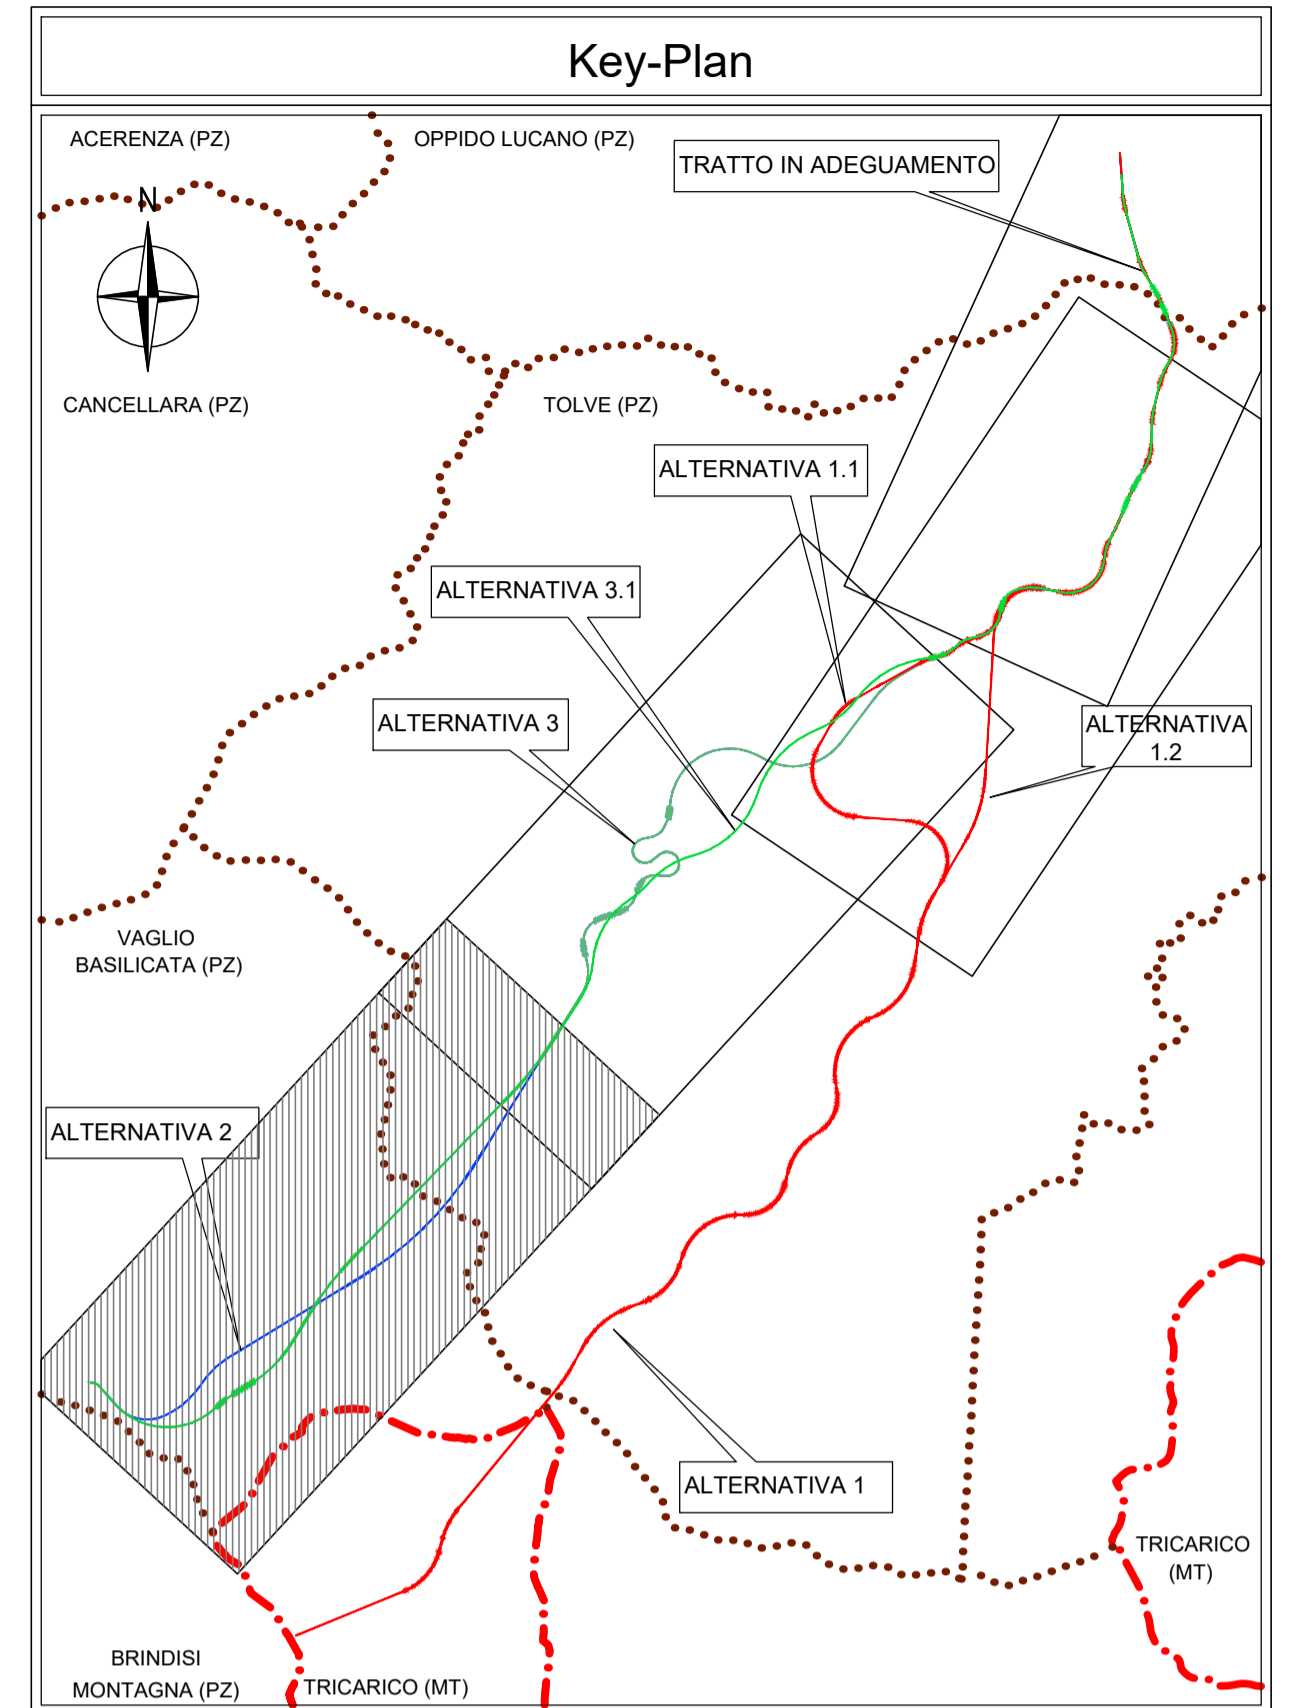 Key-Plan
ACERENZA (PZ)
OPPIDO LUCANO (PZ)
TRATTO IN ADEGUAMENTO
N
CANCELLARA (PZ)
TOLVE (PZ)
ALTERNATIVA 1.1
ALTERNATIVA 3.1
ALTERNATIVA 3
ALTERNATIVA
1.2
VAGLIO
BASILICATA (PZ)
ALTERNATIVA 2
ALTERNATIVA 1
TRICARICO
(MT)
BRINDISI
MONTAGNA (PZ)
TRICARICO (MT)